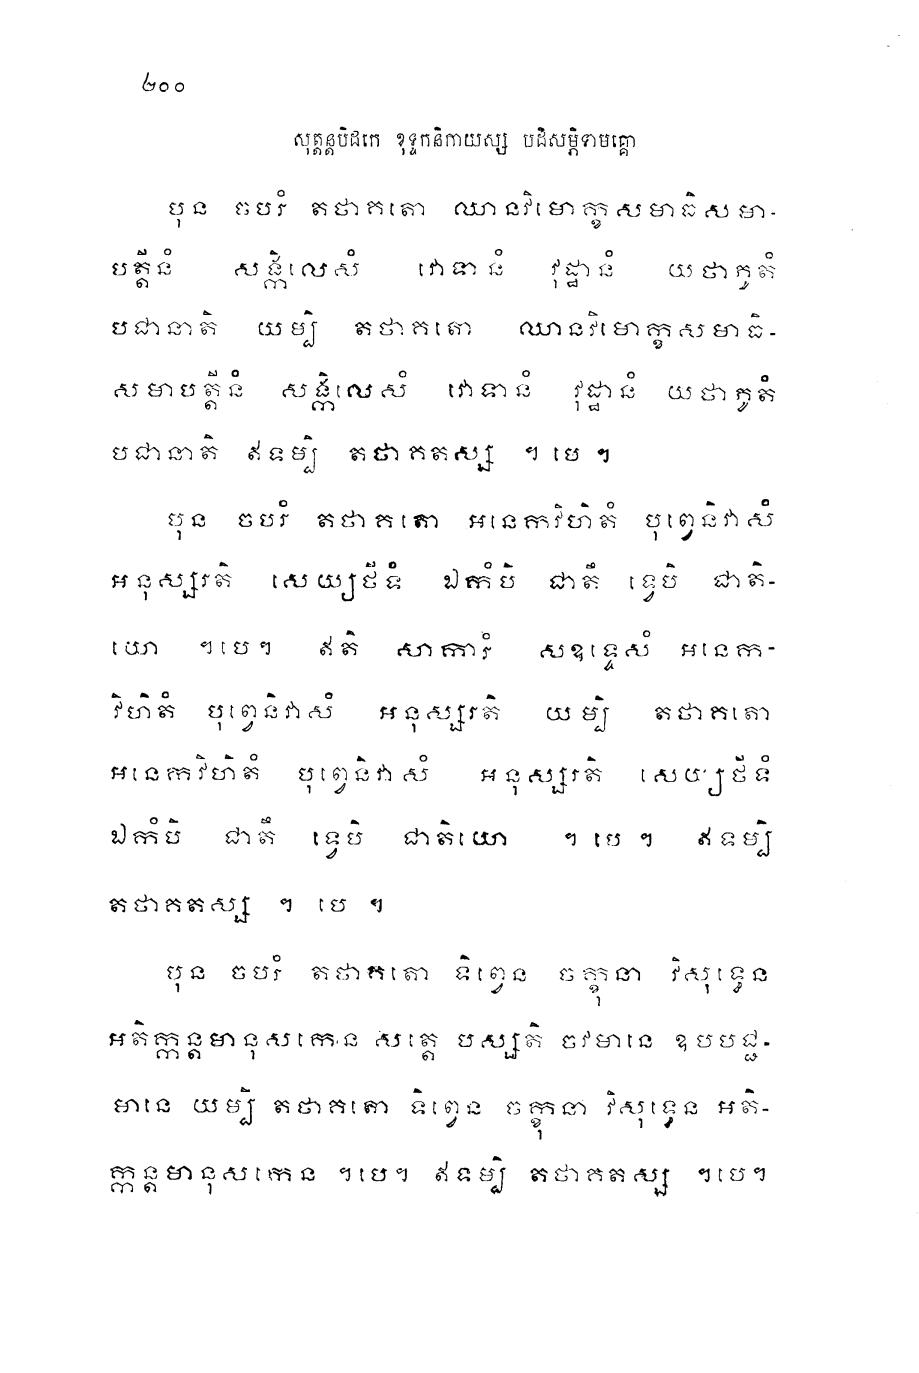 ២០០
សុត្តន្តបិដកេ ខុទ្ទកនិកាយស្ស បដិសម្ភិទាមគ្គោ
បុន ចបរំ តថាគតោ ឈានវិមោក្ខសមាធិសមា-
បត្តីនំ សង្កិលេសំ វោទានំ វុដ្ឋានំ យថាភូតំ
បជានាតិ យម្បិ តថាគតោ ឈានវិមោក្ខសមាធិ-
សមាបត្តីនំ សង្កិលេសំ វោទានំ វុដ្ឋានំ យថាភូតំ
បជានាតិ ឥទម្បិ តថាគតស្ស ។ បេ ។
បុន ចបរំ តថាគតោ អនេកវិហិតំ បុព្វេនិវាសំ
អនុស្សរតិ សេយ្យថីទំ ឯកំបិ ជាតឹ ទ្វេបិ ជាតិ-
យោ ។បេ។ ឥតិ សាការំ សឧទ្ទេសំ អនេក-
វិហិតំ បុព្វេនិវាសំ អនុស្សរតិ យម្បិ តថាគតោ
អនេកវិហិតំ បុព្វេនិវាសំ អនុស្សរតិ សេយ្យថីទំ
ឯកំបិ ជាតឹ ទ្វេបិ ជាតិយោ ។ បេ ។ ឥទម្បិ
តថាគតស្ស ។ បេ ។
បុន ចបរំ តថាគតោ ទិព្វេន ចក្ខុនា វិសុទ្ធេន
អតិក្កន្តមានុសកេន សត្តេ បស្សតិ ចវមានេ ឧបបជ្ជ-
មានេ យម្បិ តថាគតោ ទិព្វេន ចក្ខុនា វិសុទ្ធេន អតិ-
ក្កន្តមានុសកេន ។បេ។ ឥទម្បិ តថាគតស្ស ។បេ។